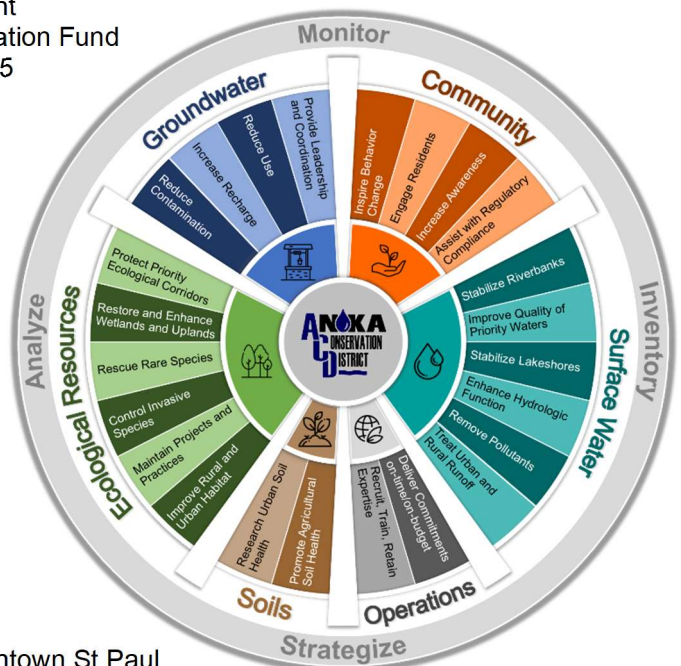 nt
ation Fund
5
Monitor
Groundwater
Reduce
Contamination
Increase Recharge
Reduce Use
Provide Leadership
and Coordination
Community
Inspire Behavior
Change
Engage Residents
Increase Awareness
Assist with Regulatory
Compliance
Inventory
Surface Water
Stabilize Riverbanks
Improve Quality of
Priority Waters
Stabilize Lakeshores
Enhance Hydrologic
Function
Remove Pollutants
Treat Urban and
Rural Runoff
Operations
Deliver Commitments
on-time/on-budget
Recruit, Train, Retain
Expertise
Strategize
Soils
Promote Agricultural
Soil Health
Research Urban Soil
Health
Analyze
Ecological Resources
Protect Priority
Ecological Corridors
Restore and Enhance
Wetlands and Uplands
Rescue Rare Species
Control Invasive
Species
Maintain Projects and
Practices
Improve Rural and
Urban Habitat
ANOKA
CONSERVATION
DISTRICT
ntown St Paul